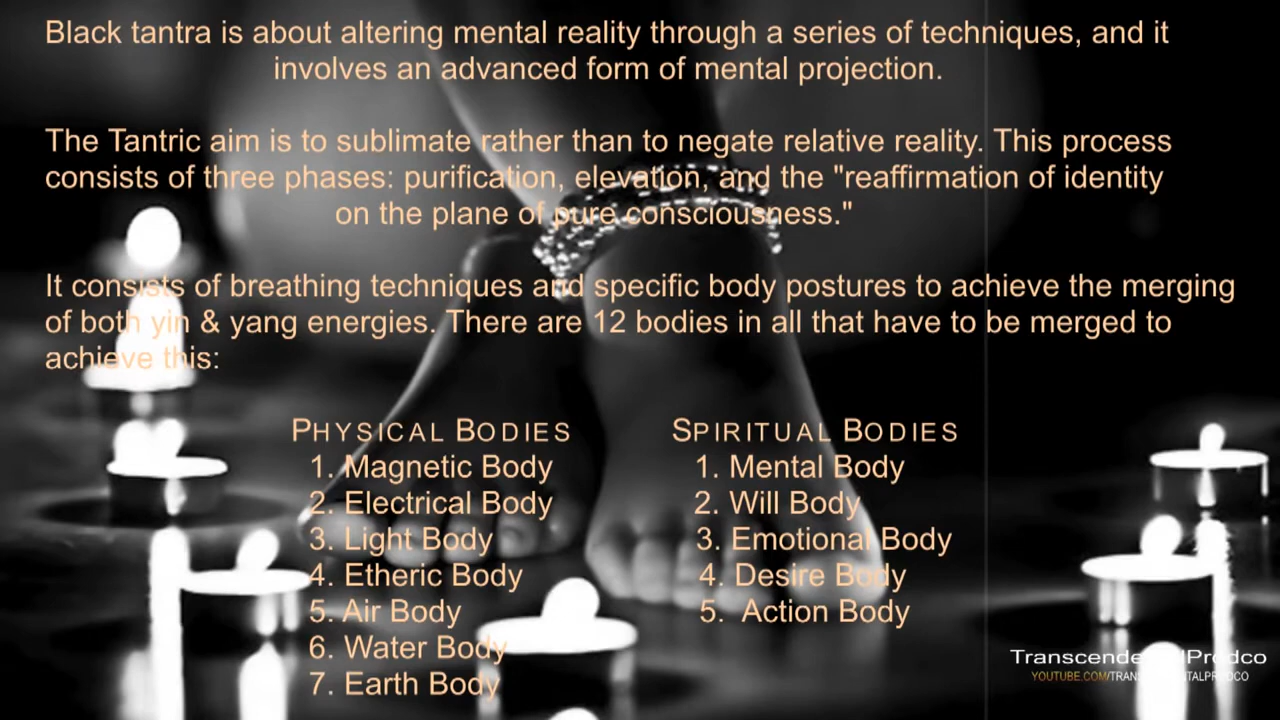 Black tantra is about altering mental reality through a series of techniques, and it
involves an advanced form of mental projection.
The Tantric aim is to sublimate rather than to negate relative reality. This process
consists of three phases: purification, elevation, and the "reaffirmation of identity
on the plane of pure consciousness."
It consists of breathing techniques and specific body postures to achieve the merging
of both yin & yang energies. There are 12 bodies in all that have to be merged to
achieve this:
PHYSICAL BODIES
1. Magnetic Body
2. Electrical Body
3. Light Body
4. Etheric Body
5. Air Body
6. Water Body
7. Earth Body
SPIRITUAL BODIES
1. Mental Body
2. Will Body
3. Emotional Body
4. Desire Body
5. Action Body
TranscendentalProdco
YOUTUBE.COM/TRANSCENDENTALPRODCO